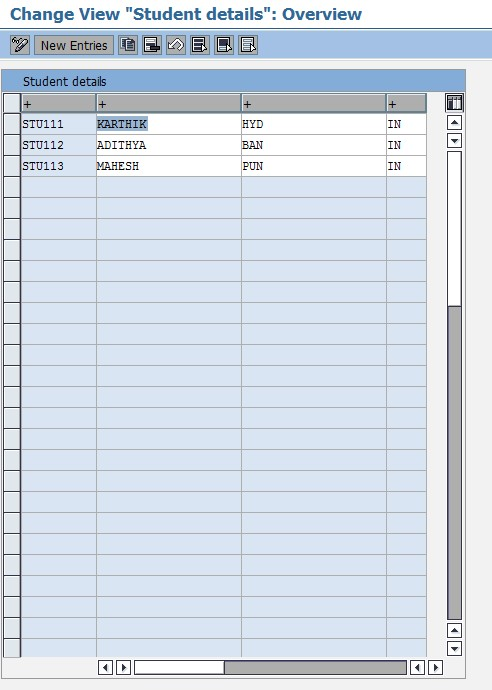 Change View "Student details": Overview
New Entries
Student details
+ + + +
STU111 KARTHIK HYD IN
STU112 ADITHYA BAN IN
STU113 MAHESH PUN IN